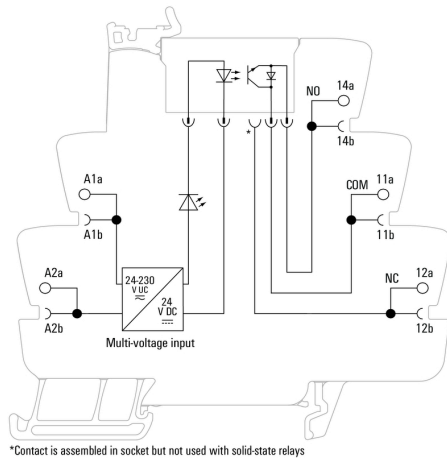 NO
14a
14b
*
A1a
A1b
COM
11a
11b
A2a
A2b
24-230
V UC
24
V DC
NC
12a
12b
Multi-voltage input
*Contact is assembled in socket but not used with solid-state relays